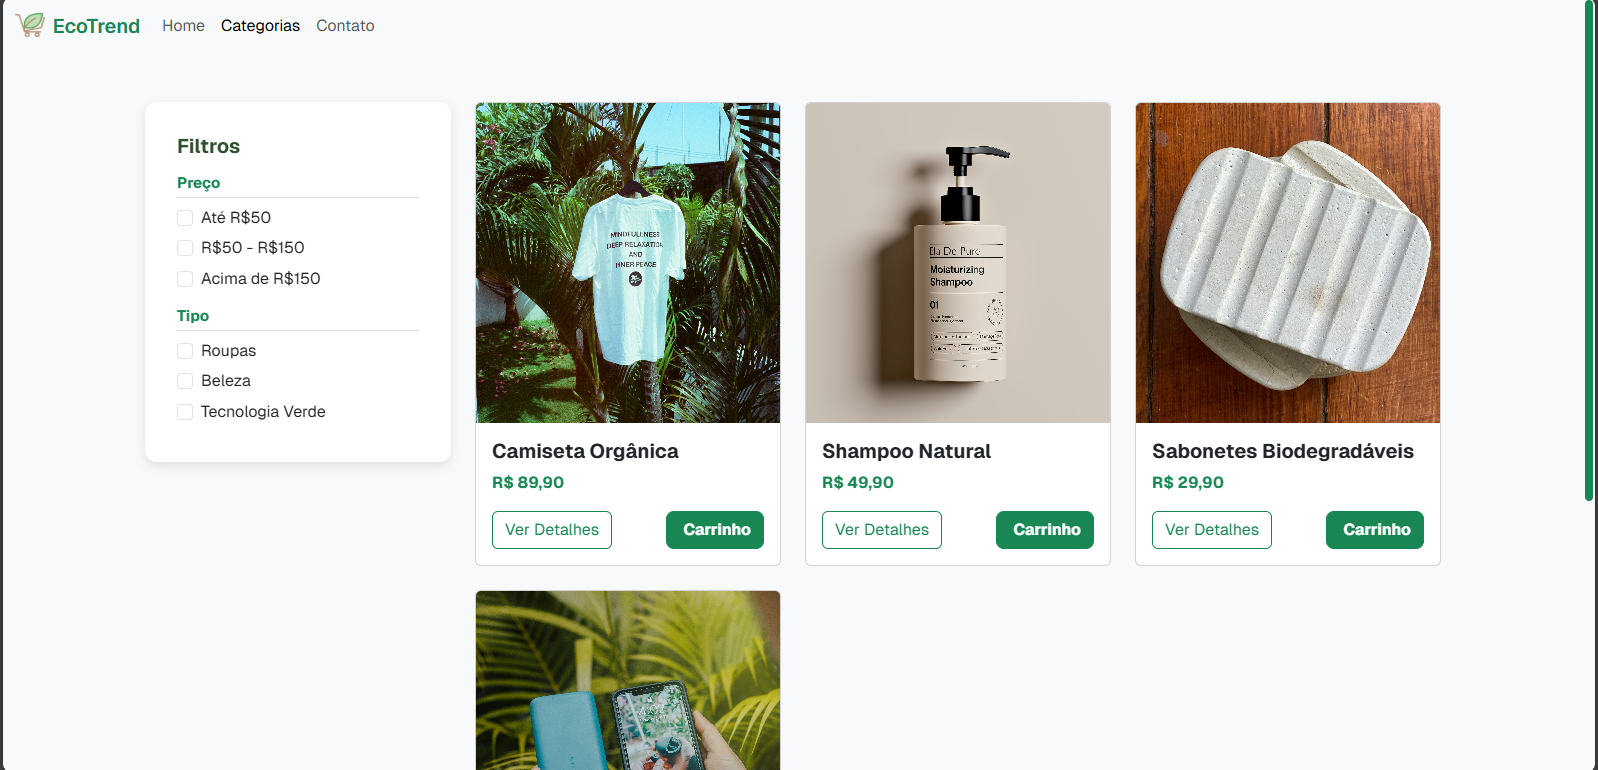 EcoTrend
Home
Categorias
Contato
Filtros
Preço
Até R$50
R$50 - R$150
Acima de R$150
Tipo
Roupas
Beleza
Tecnologia Verde
MINDFULLNESS
DEEP RELAXATION
AND
INNER PEACE
Camiseta Orgânica
R$ 89,90
Ver Detalhes
Carrinho
Ela De Pure
Moisturizing
Shampoo
01
Shampoo Natural
R$ 49,90
Ver Detalhes
Carrinho
Sabonetes Biodegradáveis
R$ 29,90
Ver Detalhes
Carrinho